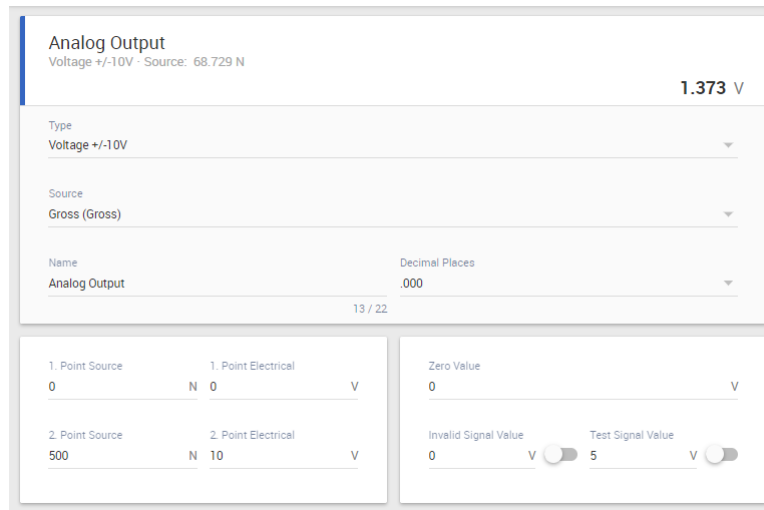 Analog Output
Voltage +/-10V · Source: 68.729 N
1.373 V
Type
Voltage +/-10V
Source
Gross (Gross)
Name
Decimal Places
Analog Output
.000
13 / 22
1. Point Source
1. Point Electrical
0 N
0 V
2. Point Source
2. Point Electrical
500 N
10 V
Zero Value
0 V
Invalid Signal Value
Test Signal Value
0 V
5 V